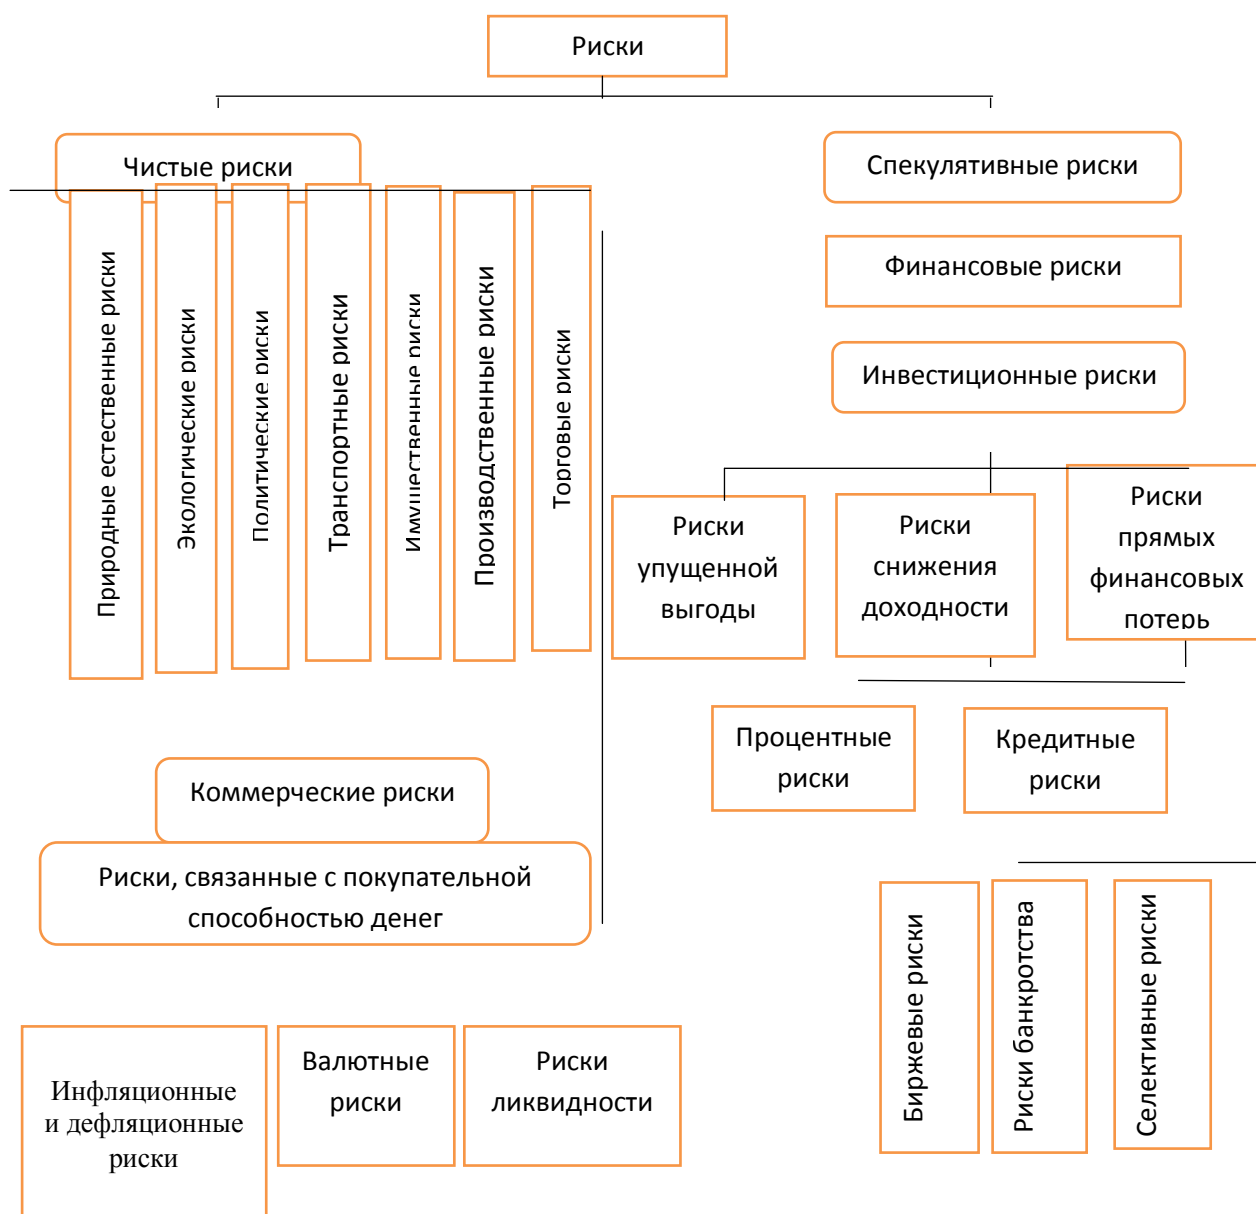 Риски
Чистые риски
Спекулятивные риски
Природные естественные риски
Экологические риски
Политические риски
Транспортные риски
Имущественные риски
Производственные риски
Торговые риски
Финансовые риски
Инвестиционные риски
Риски
упущенной
выгоды
Риски
снижения
доходности
Риски
прямых
финансовых
потерь
Процентные
риски
Кредитные
риски
Коммерческие риски
Риски, связанные с покупательной
способностью денег
Биржевые риски
Риски банкротства
Селективные риски
Инфляционные
и дефляционные
риски
Валютные
риски
Риски
ликвидности